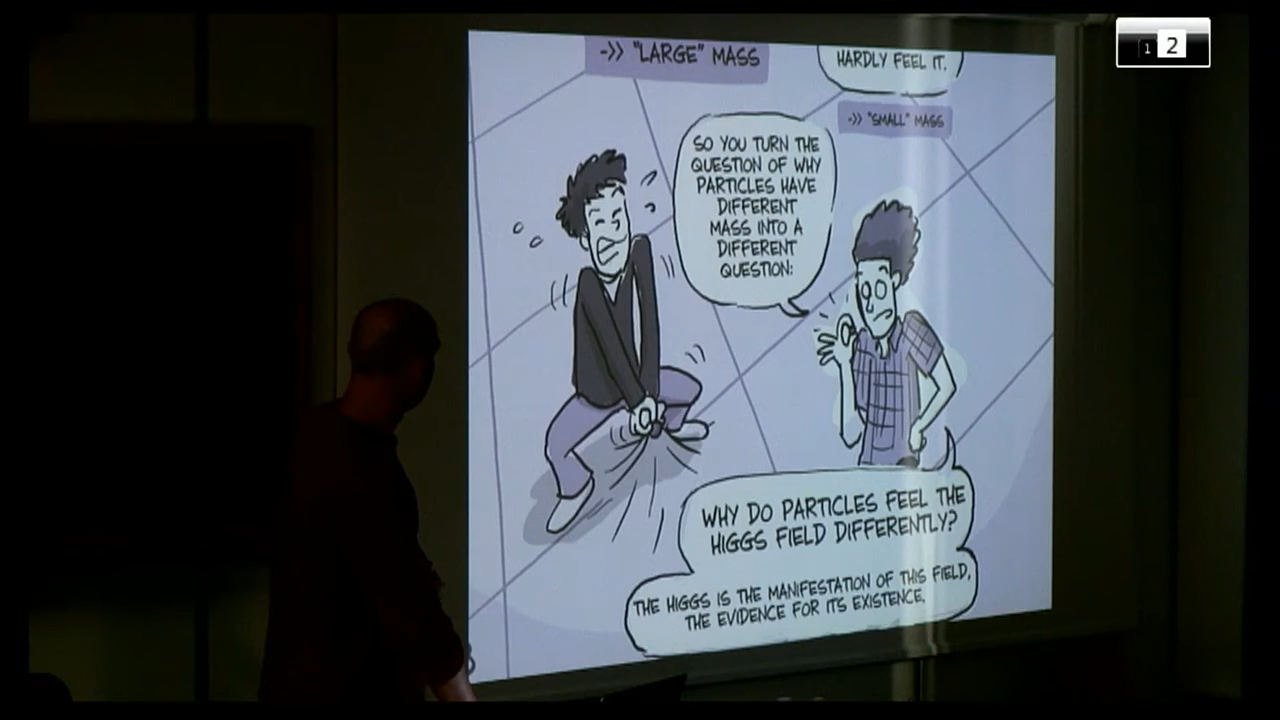 ->> "LARGE" MASS
HARDLY FEEL IT.
->> "SMALL" MASS
SO YOU TURN THE
QUESTION OF WHY
PARTICLES HAVE
DIFFERENT
MASS INTO A
DIFFERENT
QUESTION:
WHY DO PARTICLES FEEL THE
HIGGS FIELD DIFFERENTLY?
THE HIGGS IS THE MANIFESTATION OF THIS FIELD,
THE EVIDENCE FOR ITS EXISTENCE.
1 2